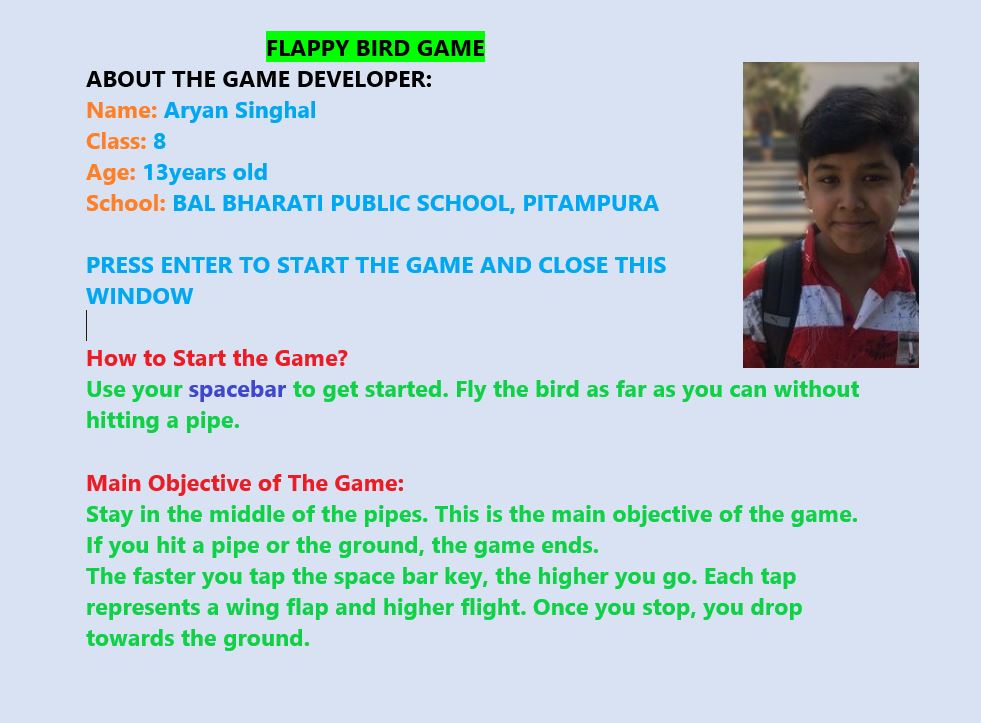 FLAPPY BIRD GAME
ABOUT THE GAME DEVELOPER:
Name: Aryan Singhal
Class: 8
Age: 13years old
School: BAL BHARATI PUBLIC SCHOOL, PITAMPURA
PRESS ENTER TO START THE GAME AND CLOSE THIS
WINDOW
How to Start the Game?
Use your spacebar to get started. Fly the bird as far as you can without
hitting a pipe.
Main Objective of The Game:
Stay in the middle of the pipes. This is the main objective of the game.
If you hit a pipe or the ground, the game ends.
The faster you tap the space bar key, the higher you go. Each tap
represents a wing flap and higher flight. Once you stop, you drop
towards the ground.